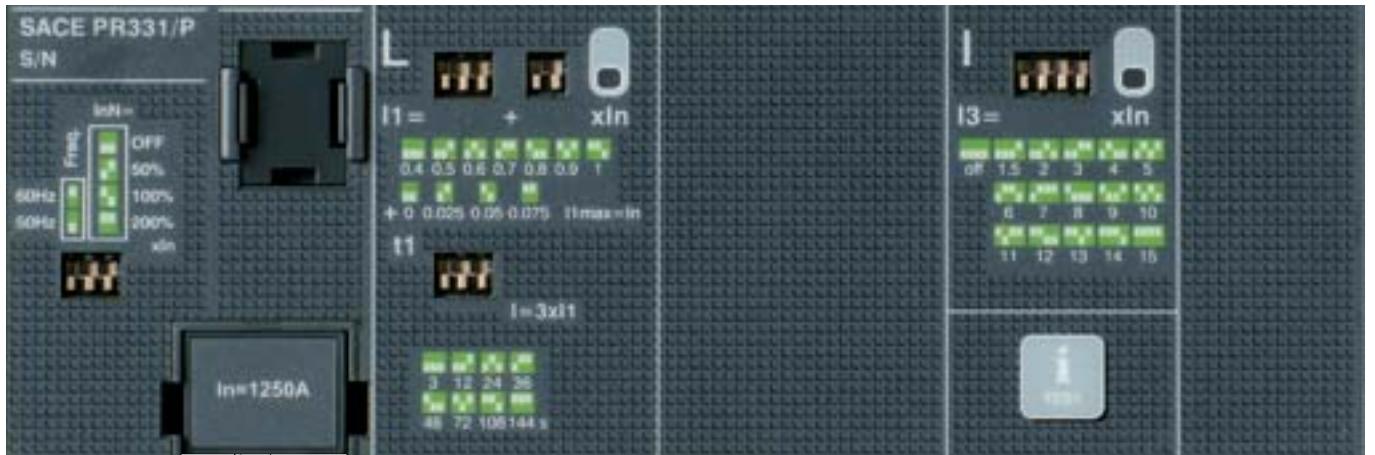 SACE PR331/P
S/N
InN=
Freq.
OFF
50%
60Hz
100%
50Hz
200%
xIn
In=1250A
L
I1= + xIn
0.4 0.5 0.6 0.7 0.8 0.9 1
+ 0 0.025 0.05 0.075 I1max=In
t1
I=3xI1
3 12 24 36
48 72 108 144 s
I
I3= xIn
off 1.5 2 3 4 5
6 7 8 9 10
11 12 13 14 15
i